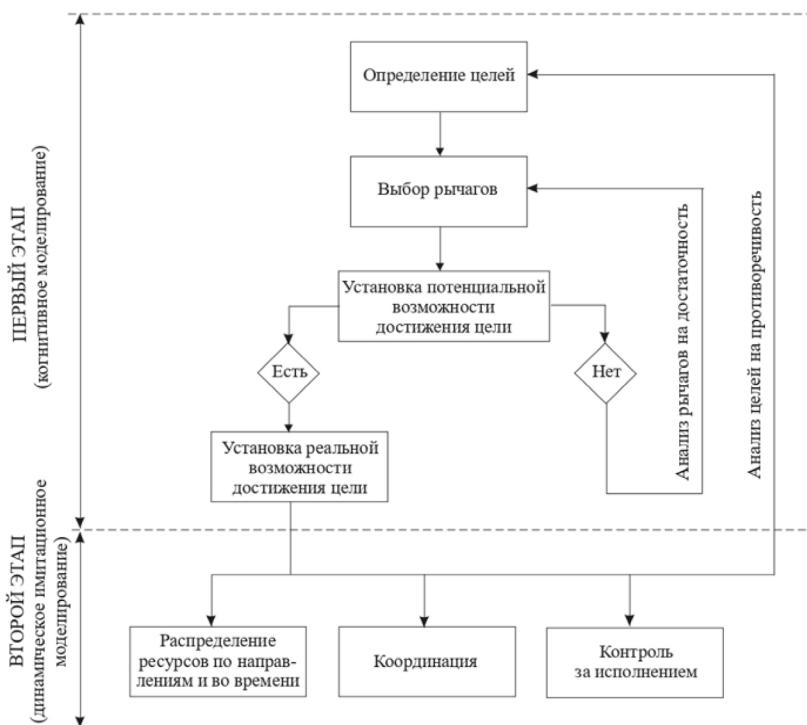 Определение целей
Выбор рычагов
Установка потенциальной
возможности
достижения цели
Есть
Нет
Установка реальной
возможности
достижения цели
Анализ рычагов на достаточность
Анализ целей на противоречивость
ПЕРВЫЙ ЭТАП
(когнитивное моделирование)
ВТОРОЙ ЭТАП
(динамическое имитационное
моделирование)
Распределение
ресурсов по направ-
лениям и во времени
Координация
Контроль
за исполнением